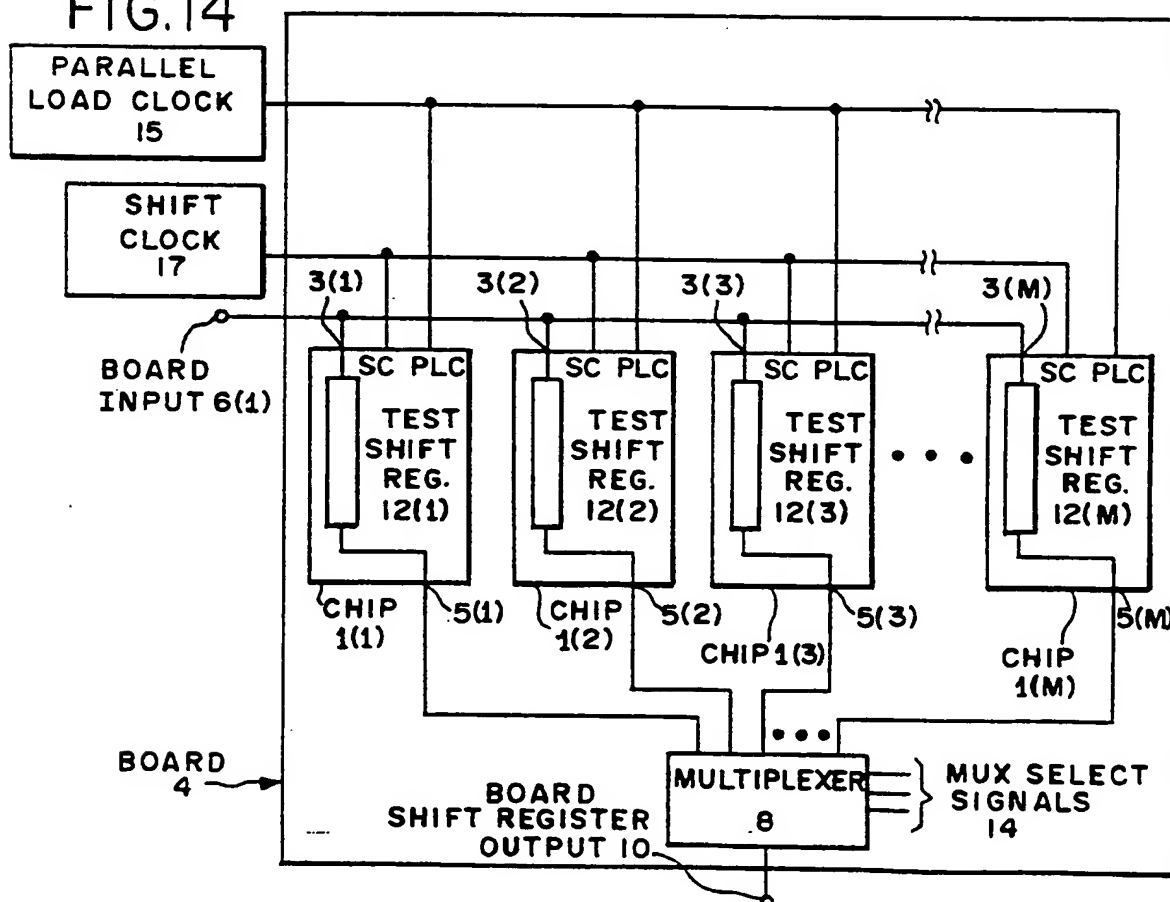 FIG.14
PARALLEL
LOAD CLOCK
15
SHIFT
CLOCK
17
3(1)
3(2)
3(3)
3(M)
BOARD
INPUT 6(1)
SC PLC
TEST
SHIFT
REG.
12(1)
SC PLC
TEST
SHIFT
REG.
12(2)
SC PLC
TEST
SHIFT
REG.
12(3)
SC PLC
TEST
SHIFT
REG.
12(M)
CHIP
1(1)
5(1)
CHIP
1(2)
5(2)
CHIP 1(3)
5(3)
CHIP
1(M)
5(M)
BOARD
4
MULTIPLEXER
8
MUX SELECT
SIGNALS
14
BOARD
SHIFT REGISTER
OUTPUT 10